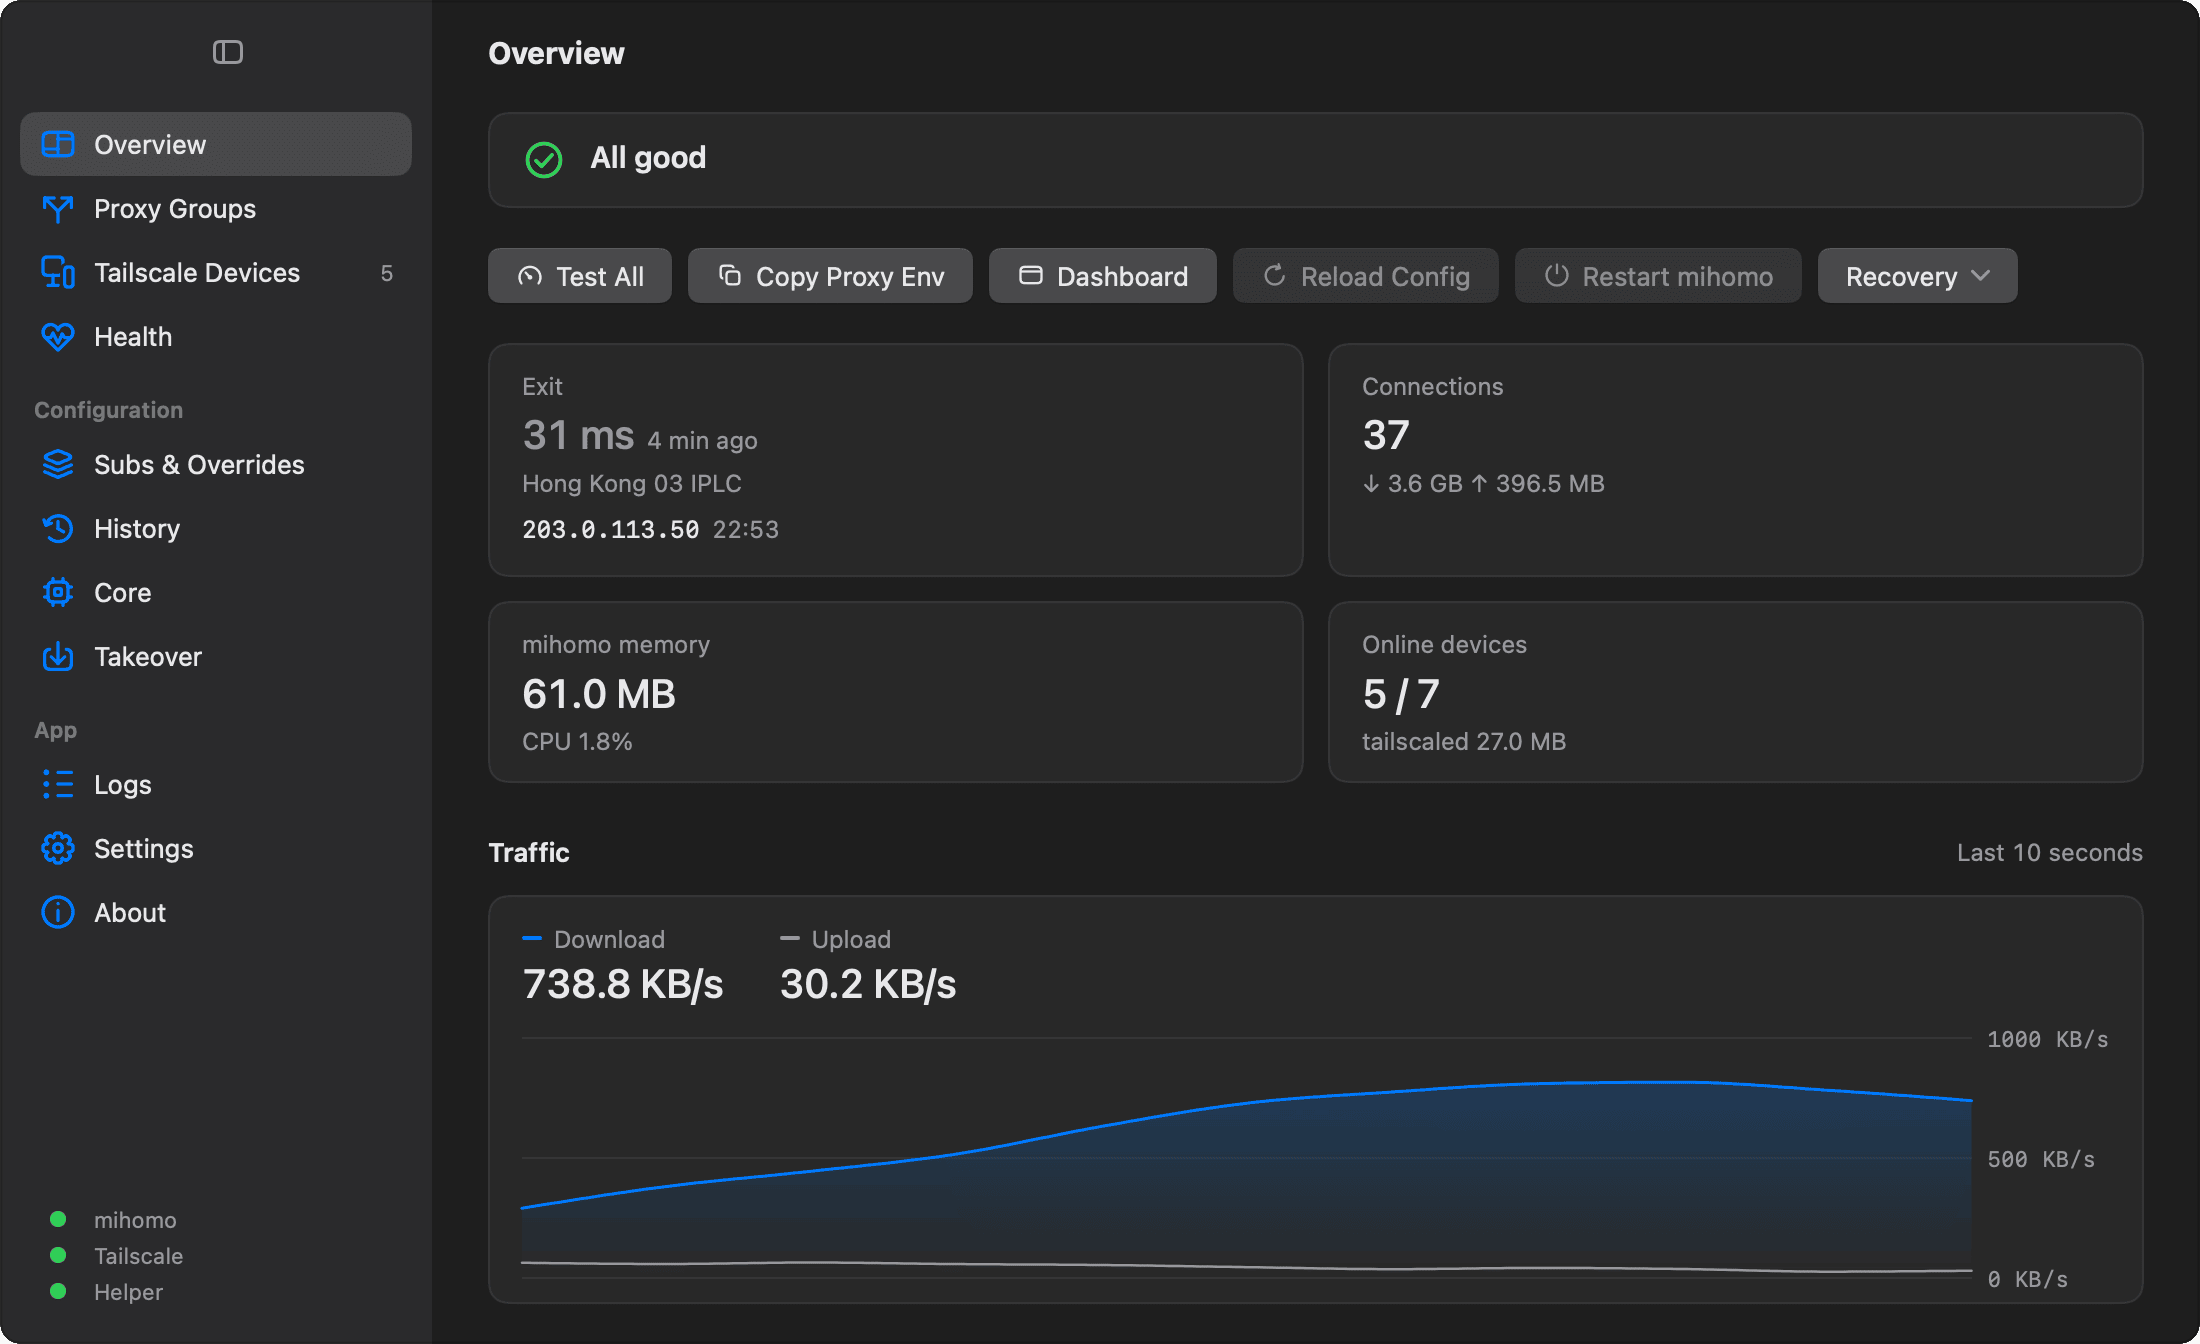 Overview
Proxy Groups
Tailscale Devices 5
Health
Configuration
Subs & Overrides
History
Core
Takeover
App
Logs
Settings
About
mihomo
Tailscale
Helper
Overview
All good
Test All
Copy Proxy Env
Dashboard
Reload Config
Restart mihomo
Recovery
Exit
31 ms 4 min ago
Hong Kong 03 IPLC
203.0.113.50 22:53
Connections
37
↓ 3.6 GB ↑ 396.5 MB
mihomo memory
61.0 MB
CPU 1.8%
Online devices
5 / 7
tailscaled 27.0 MB
Traffic
Last 10 seconds
Download
738.8 KB/s
Upload
30.2 KB/s
1000 KB/s
500 KB/s
0 KB/s